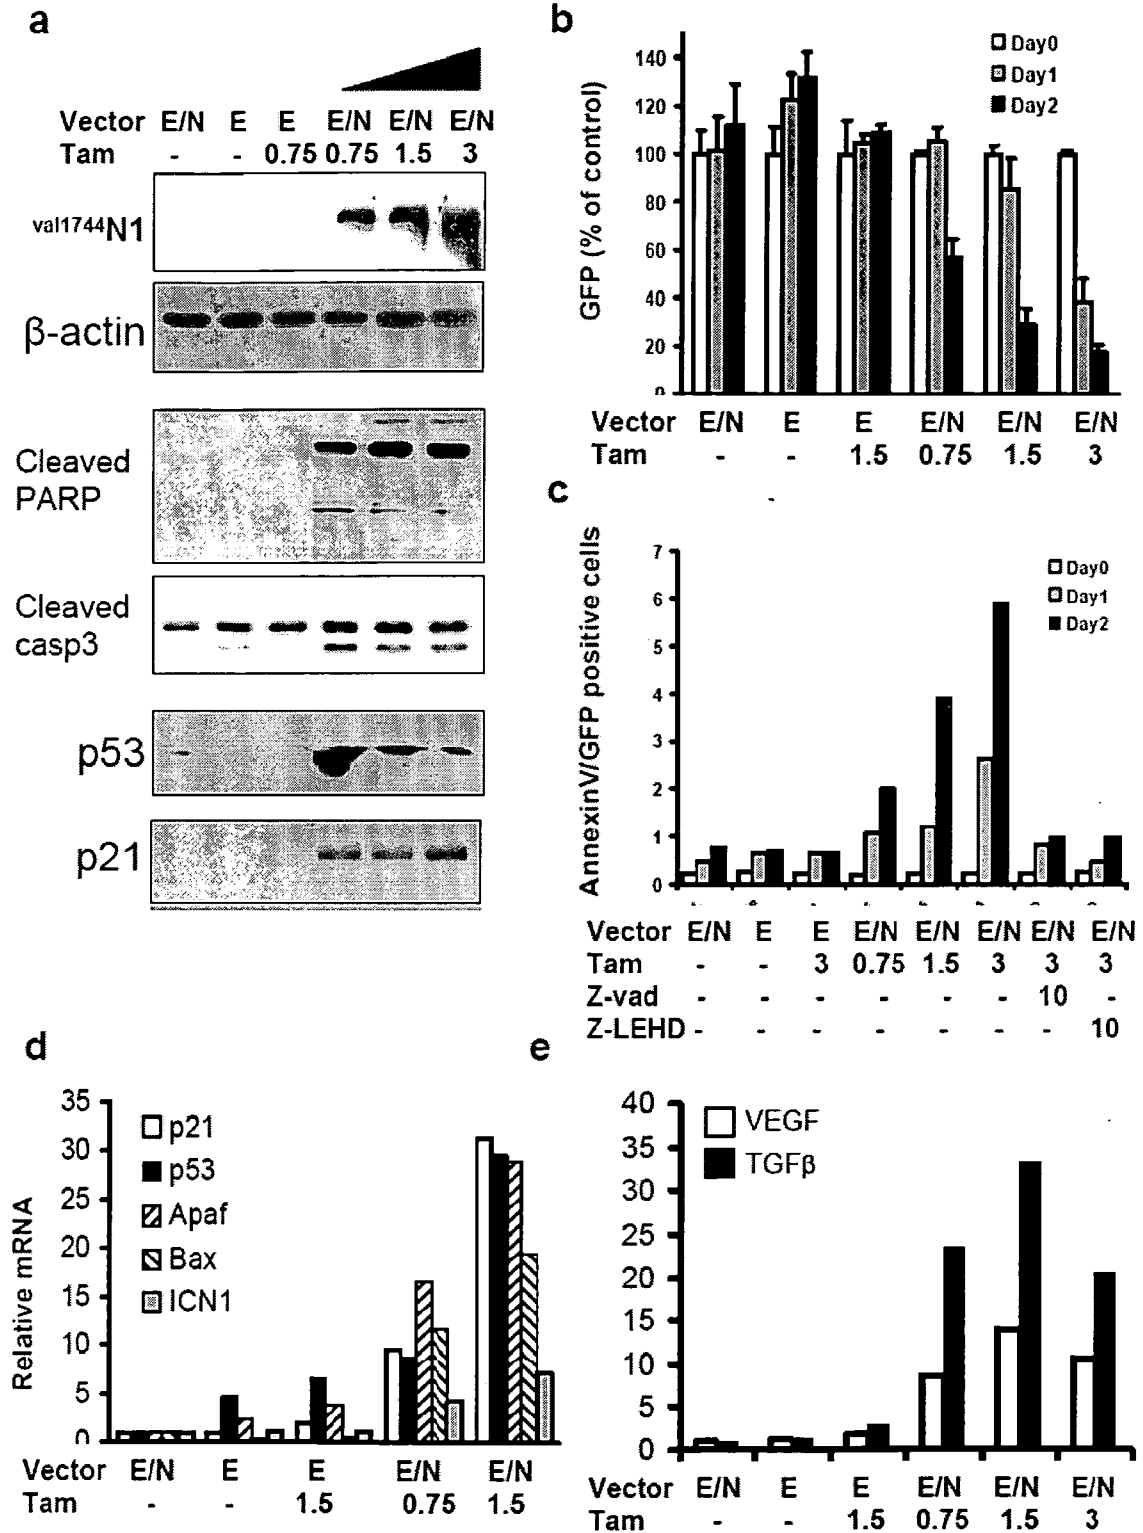 a
Vector E/N E E E/N E/N E/N
Tam - - 0.75 0.75 1.5 3
val1744N1
β-actin
Cleaved
PARP
Cleaved
casp3
p53
p21
b
GFP (% of control)
140
120
100
80
60
40
20
0
Day0
Day1
Day2
Vector E/N E E E/N E/N E/N
Tam - - 1.5 0.75 1.5 3
c
AnnexinV/GFP positive cells
7
6
5
4
3
2
1
0
Day0
Day1
Day2
Vector E/N E E E/N E/N E/N E/N E/N
Tam - - 3 0.75 1.5 3 3 3
Z-vad - - - - - - 10 -
Z-LEHD - - - - - - - 10
d
Relative mRNA
35
30
25
20
15
10
5
0
p21
p53
Apaf
Bax
ICN1
Vector E/N E E E/N E/N
Tam - - 1.5 0.75 1.5
e
40
35
30
25
20
15
10
5
0
VEGF
TGFβ
Vector E/N E E E/N E/N E/N
Tam - - 1.5 0.75 1.5 3